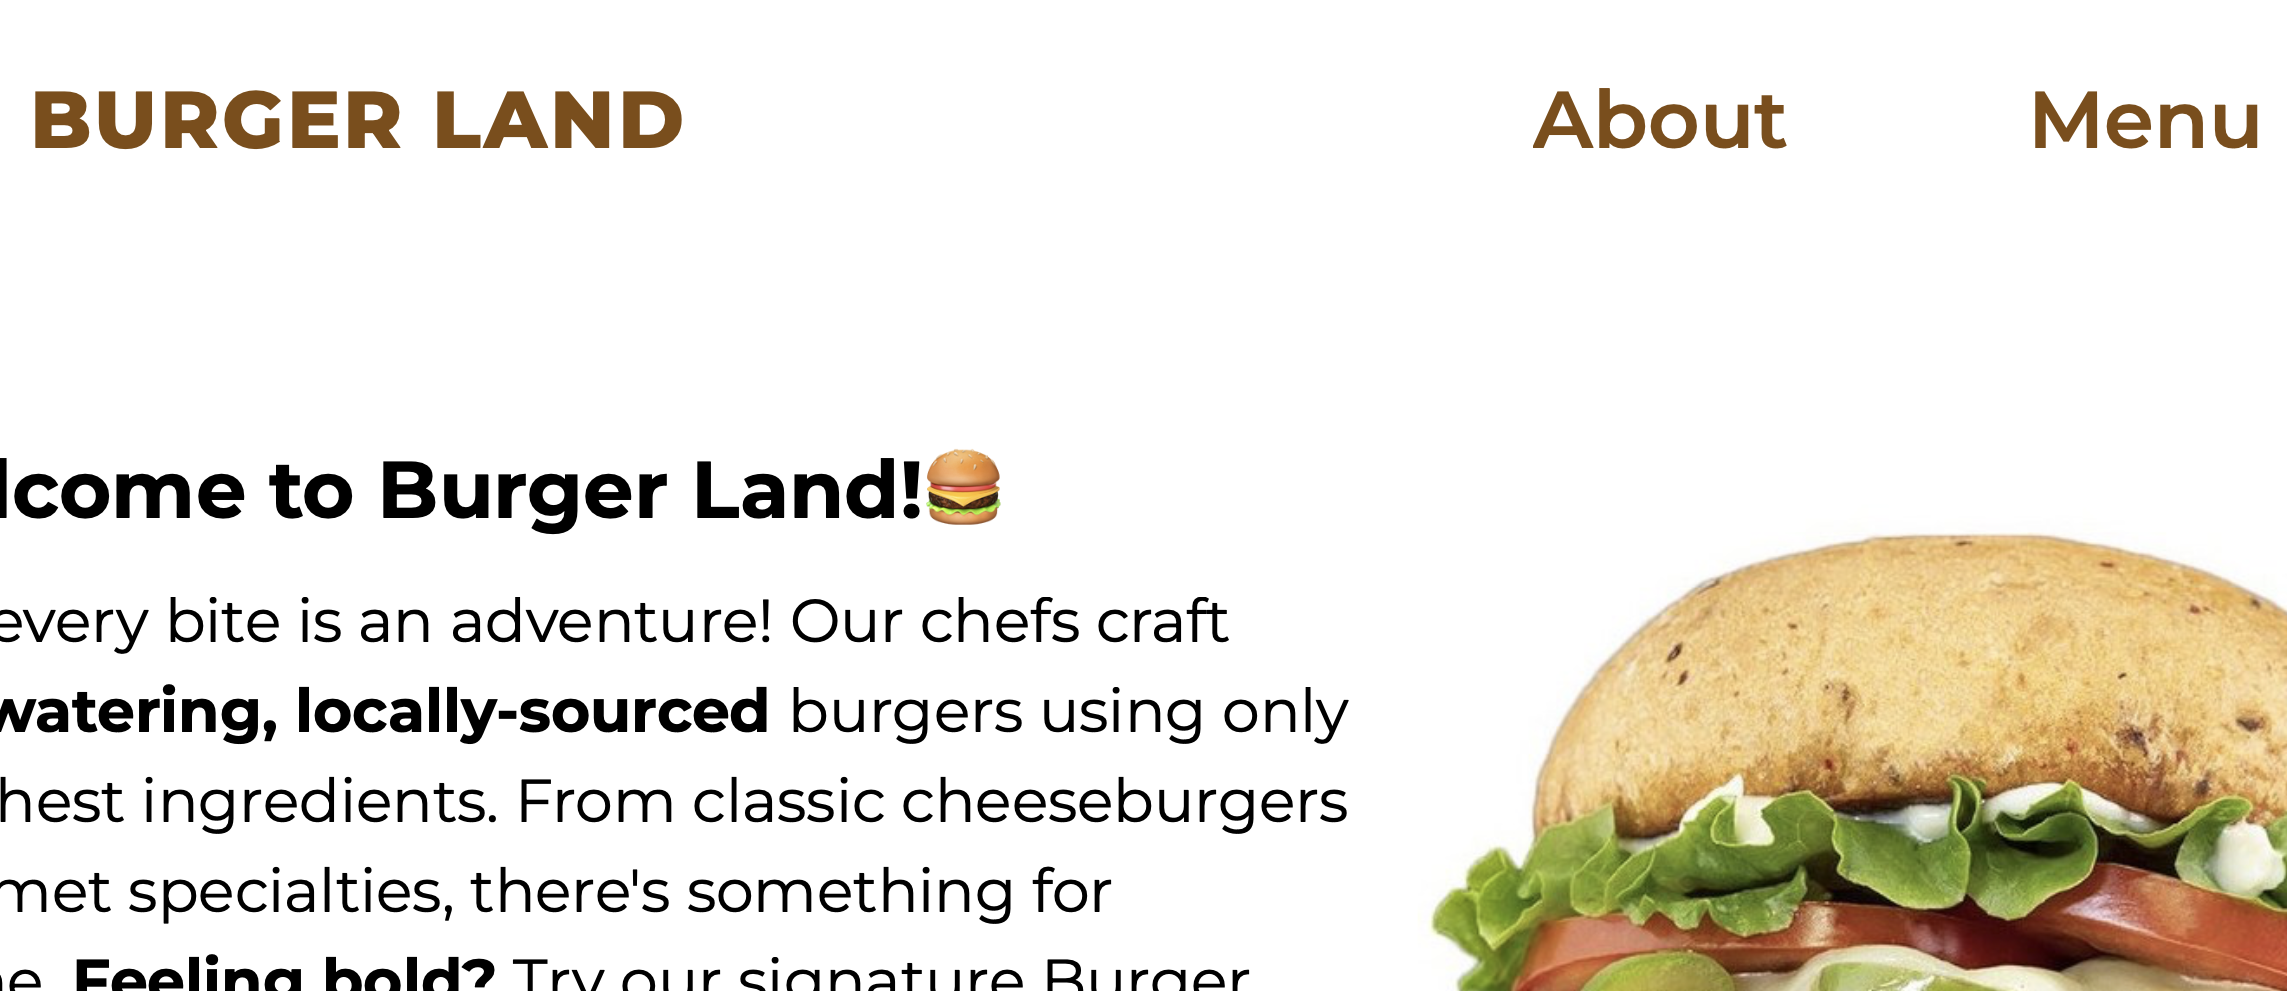 BURGER LAND About Menu
lcome to Burger Land!🍔
every bite is an adventure! Our chefs craft
watering, locally-sourced burgers using only
hest ingredients. From classic cheeseburgers
met specialties, there's something for
ne. Feeling bold? Try our signature Burger